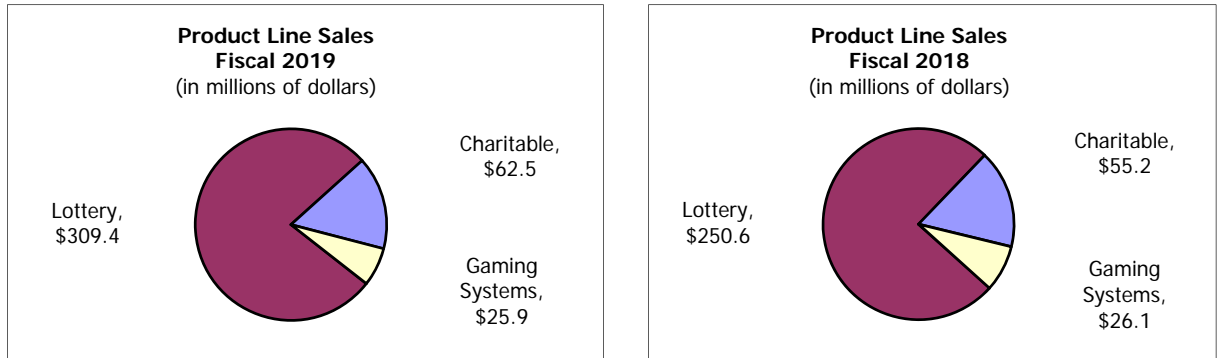 Product Line Sales
Fiscal 2019
(in millions of dollars)
Charitable,
$62.5
Lottery,
$309.4
Gaming
Systems,
$25.9
Product Line Sales
Fiscal 2018
(in millions of dollars)
Charitable,
$55.2
Lottery,
$250.6
Gaming
Systems,
$26.1